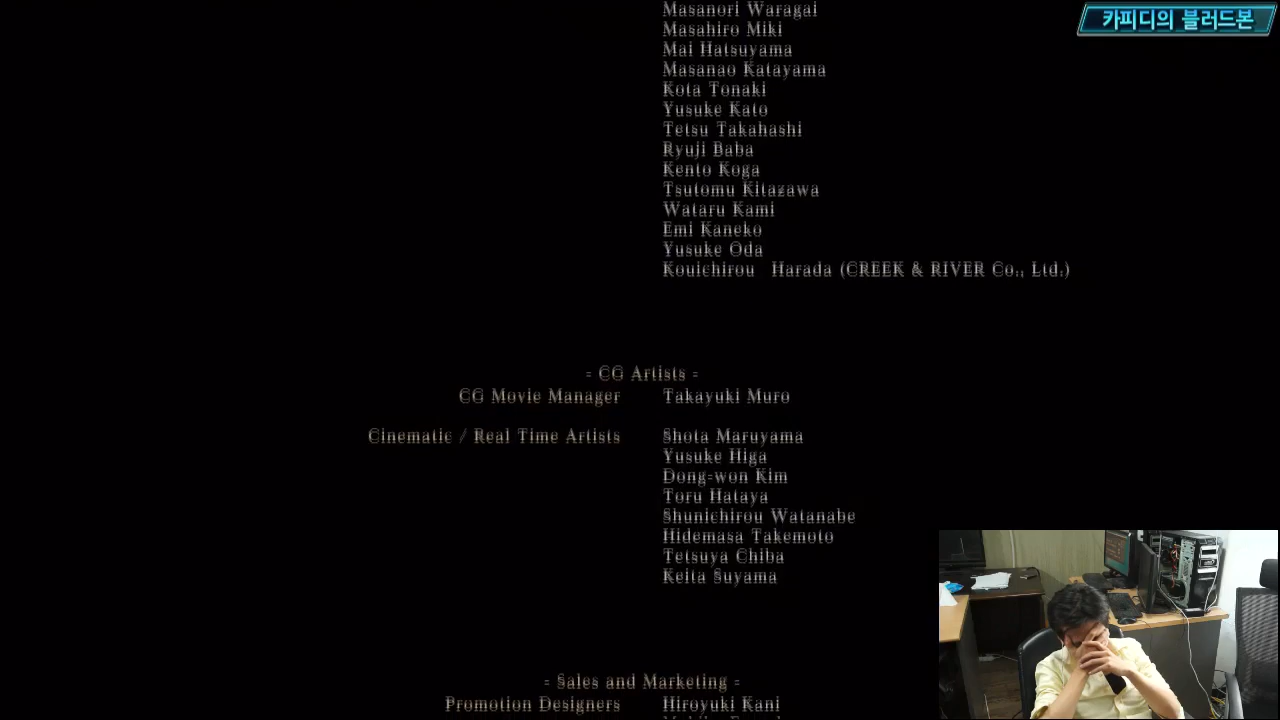 카피디의 블러드본
Masanori Waragai
Masahiro Miki
Mai Hatsuyama
Masanao Katayama
Kota Tonaki
Yusuke Kato
Tetsu Takahashi
Ryuji Baba
Kento Koga
Tsutomu Kitazawa
Wataru Kami
Emi Kaneko
Yusuke Oda
Kouichirou Harada (CREEK & RIVER Co., Ltd.)
- CG Artists -
CG Movie Manager Takayuki Muro
Cinematic / Real Time Artists Shota Maruyama
Yusuke Higa
Dong-won Kim
Toru Hataya
Shunichirou Watanabe
Hidemasa Takemoto
Tetsuya Chiba
Keita Suyama
- Sales and Marketing -
Promotion Designers Hiroyuki Kani